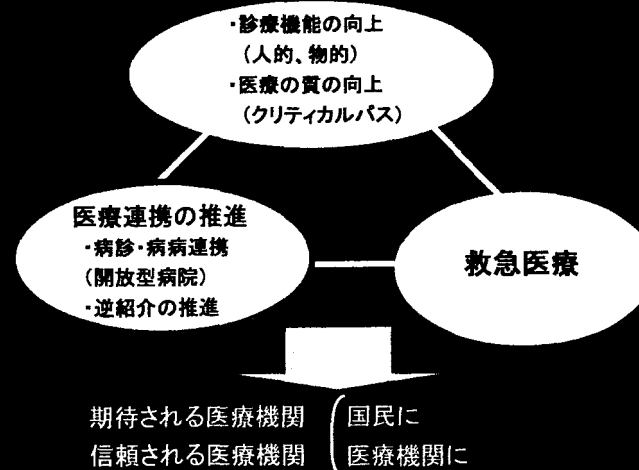 ・診療機能の向上
(人的、物的)
・医療の質の向上
(クリティカルパス)
医療連携の推進
・病診・病病連携
(開放型病院)
・逆紹介の推進
救急医療
期待される医療機関 ( 国民に
信頼される医療機関 医療機関に